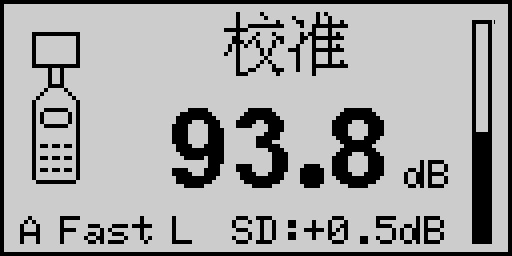 校准
93.8 dB
A Fast L SD:+0.5dB